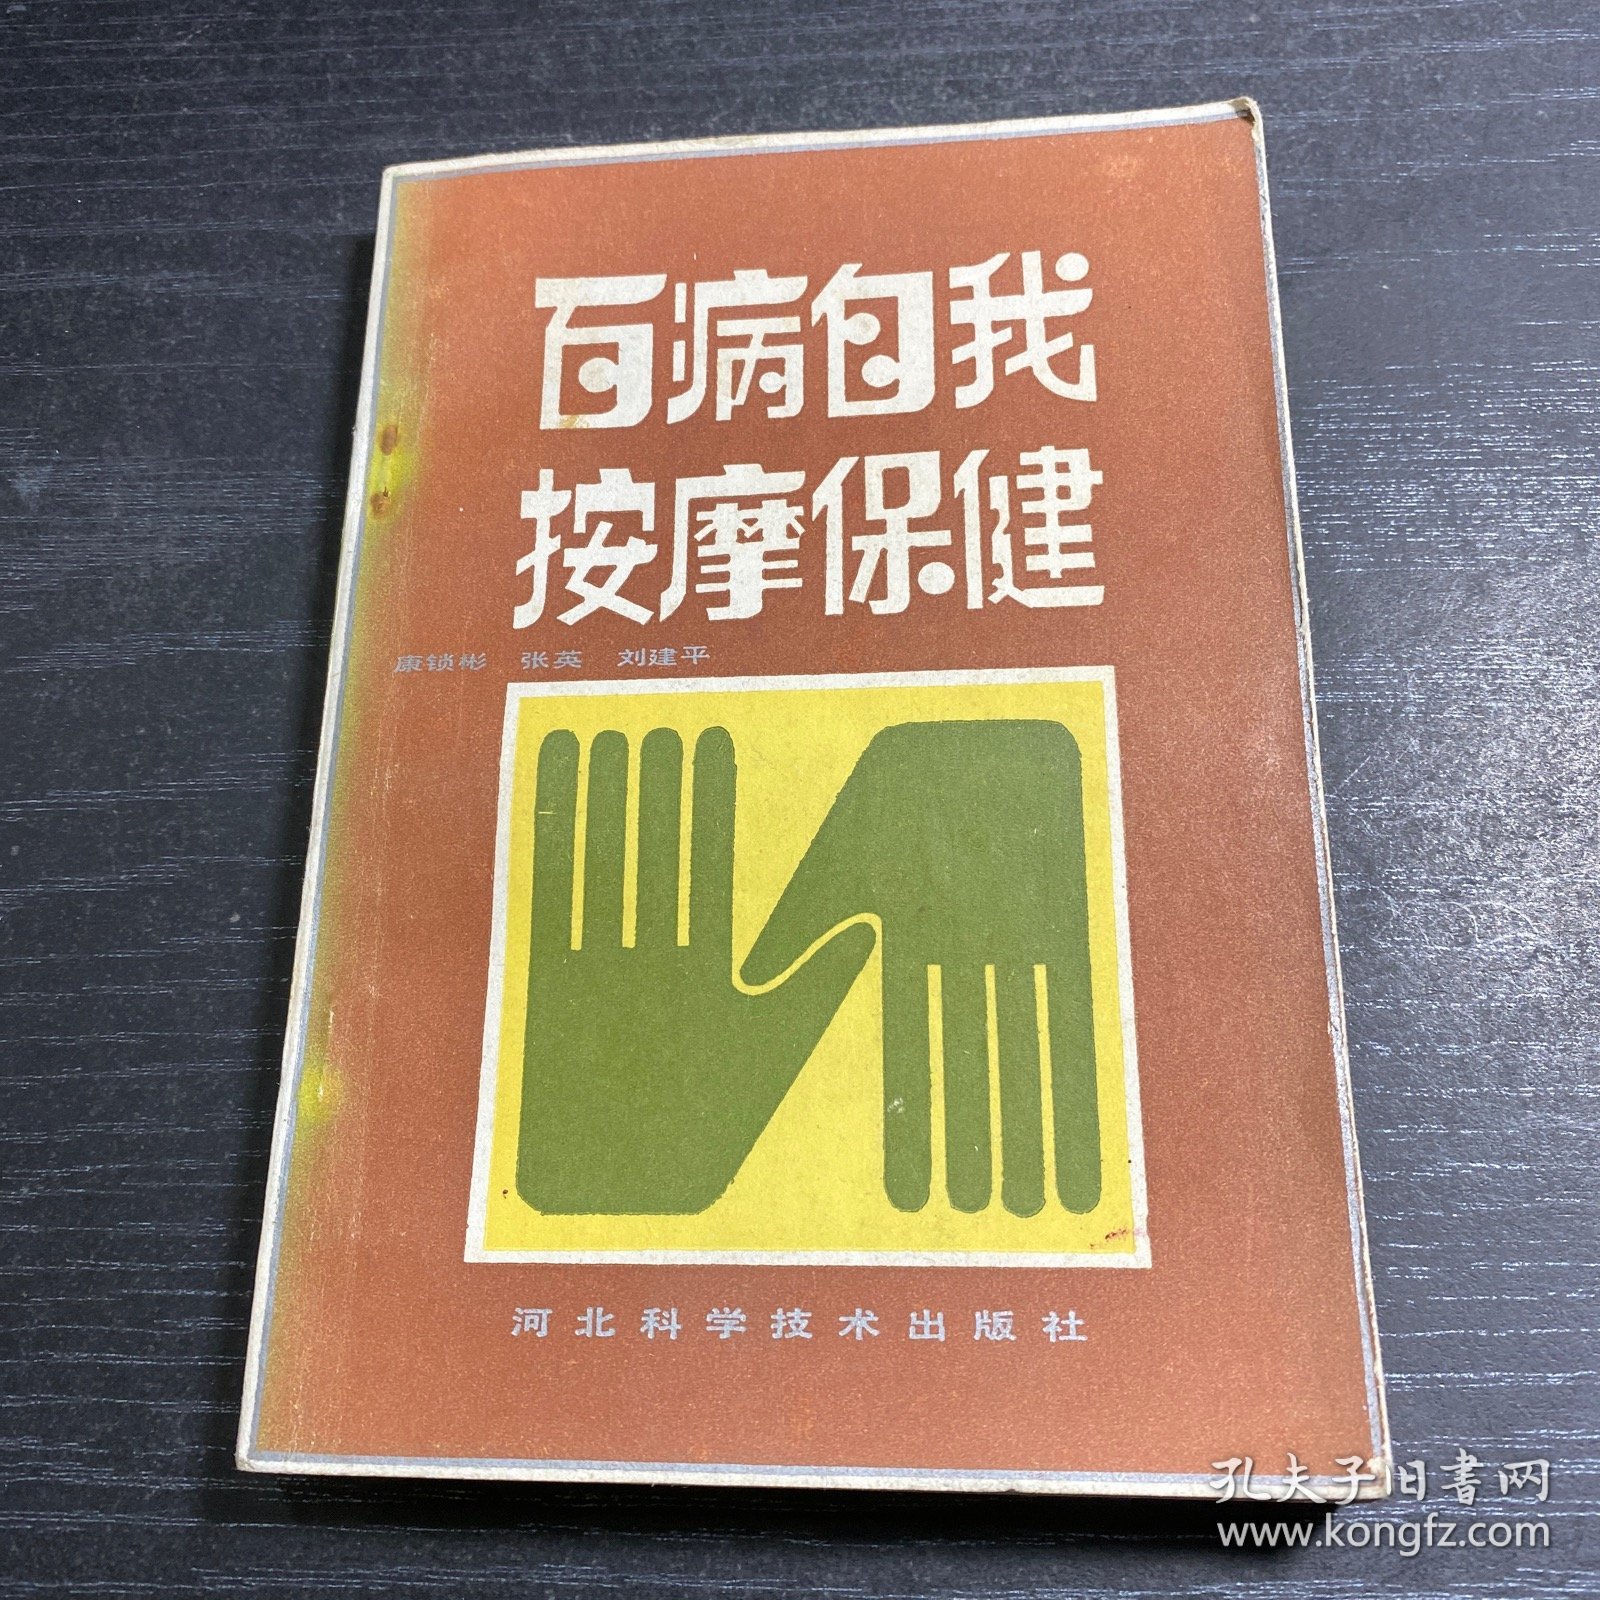 百病自我
按摩保健
康锁彬 张英 刘建平
河北科学技术出版社
孔夫子旧書网
www.kongfz.com